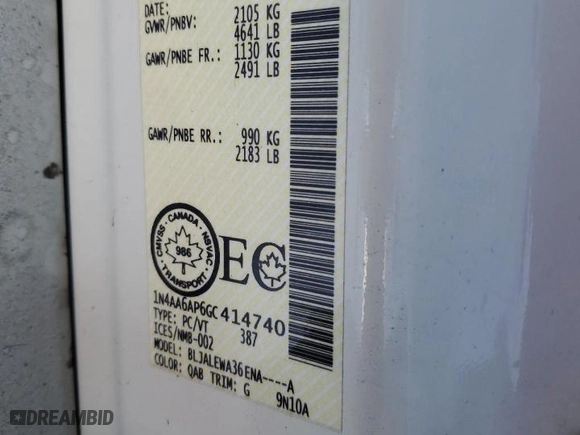 DATE:
GVWR/PNBV: 2105 KG
4641 LB
GAWR/PNBE FR.: 1130 KG
2491 LB
GAWR/PNBE RR.: 990 KG
2183 LB
CMVSS · CANADA · NSVAC · TRANSPORT ·
986
EC
1N4AA6AP6GC414740
TYPE: PC/VT 387
ICES/NMB-002
MODEL: BLJALEWA36ENA----A
COLOR: QAB TRIM: G 9N10A
DREAMBID